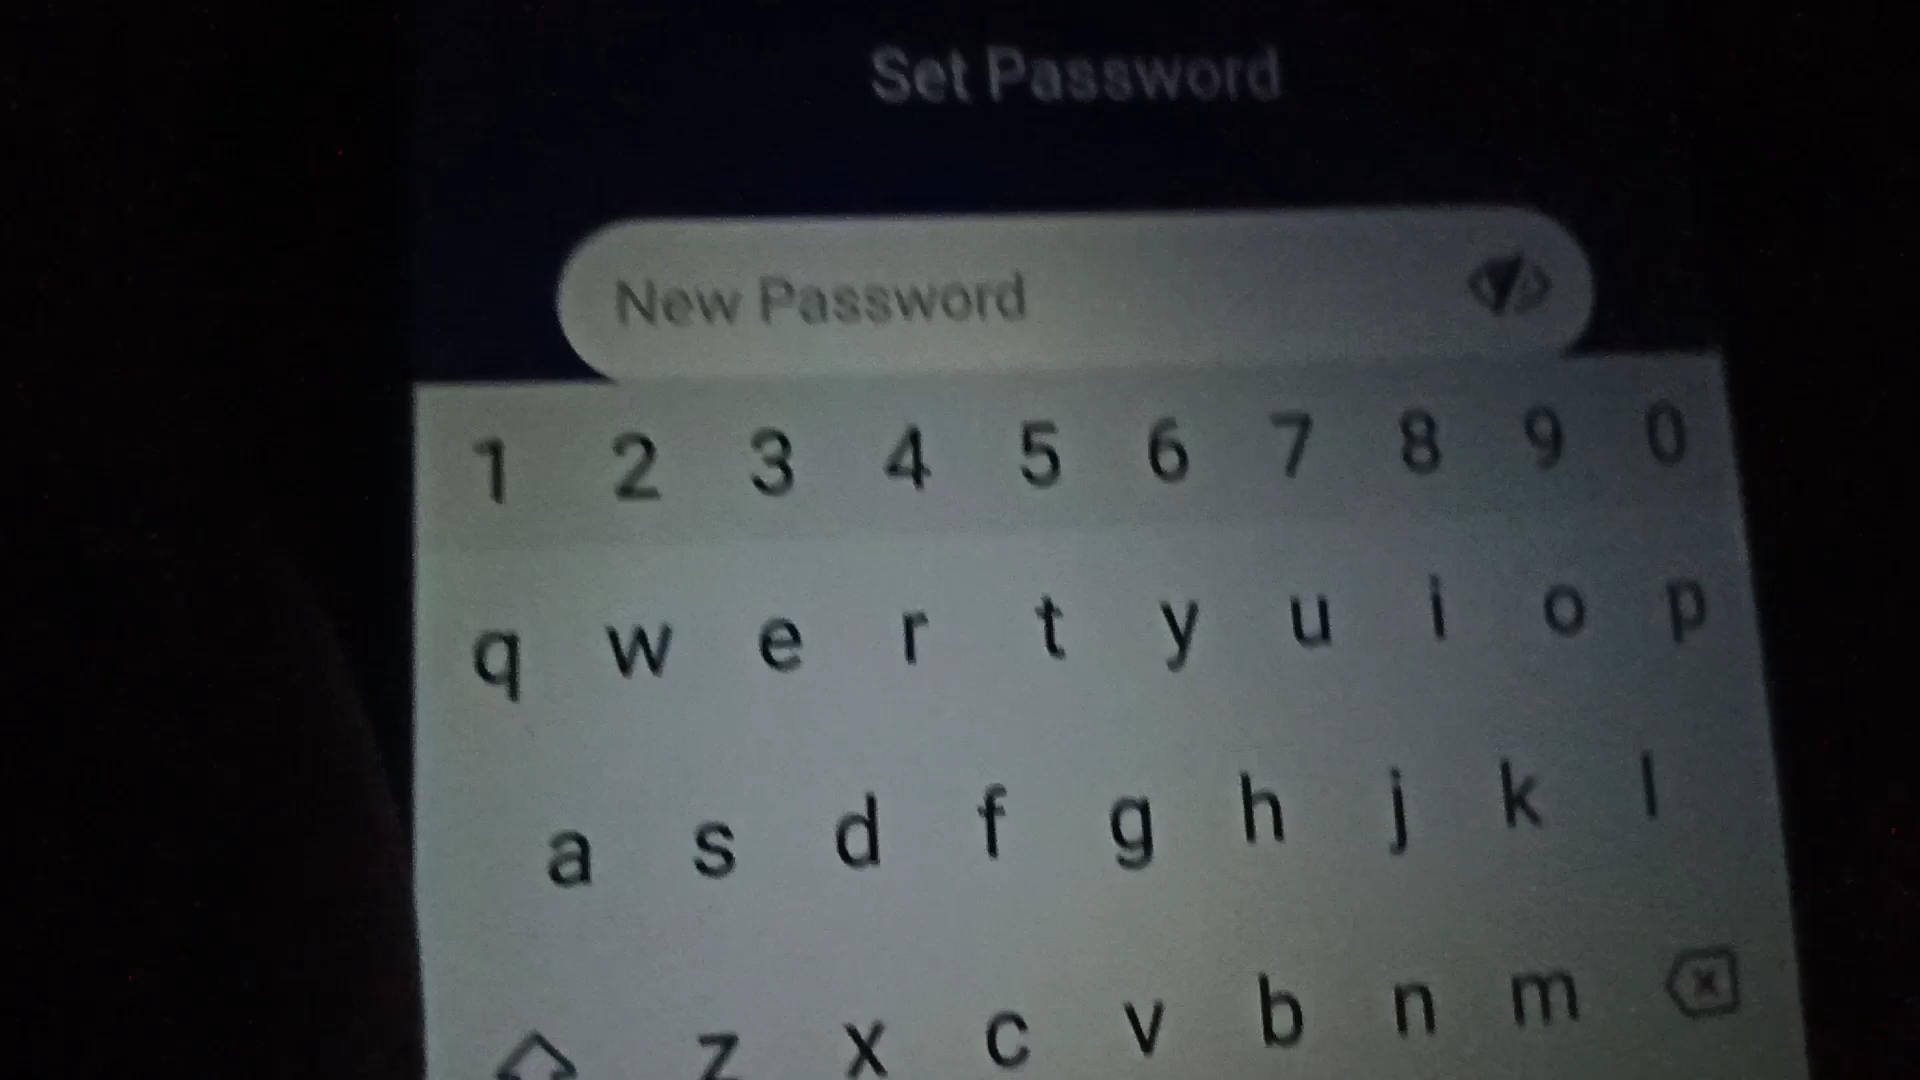 Set Password
New Password
1 2 3 4 5 6 7 8 9 0
q w e r t y u i o p
a s d f g h j k l
z x c v b n m